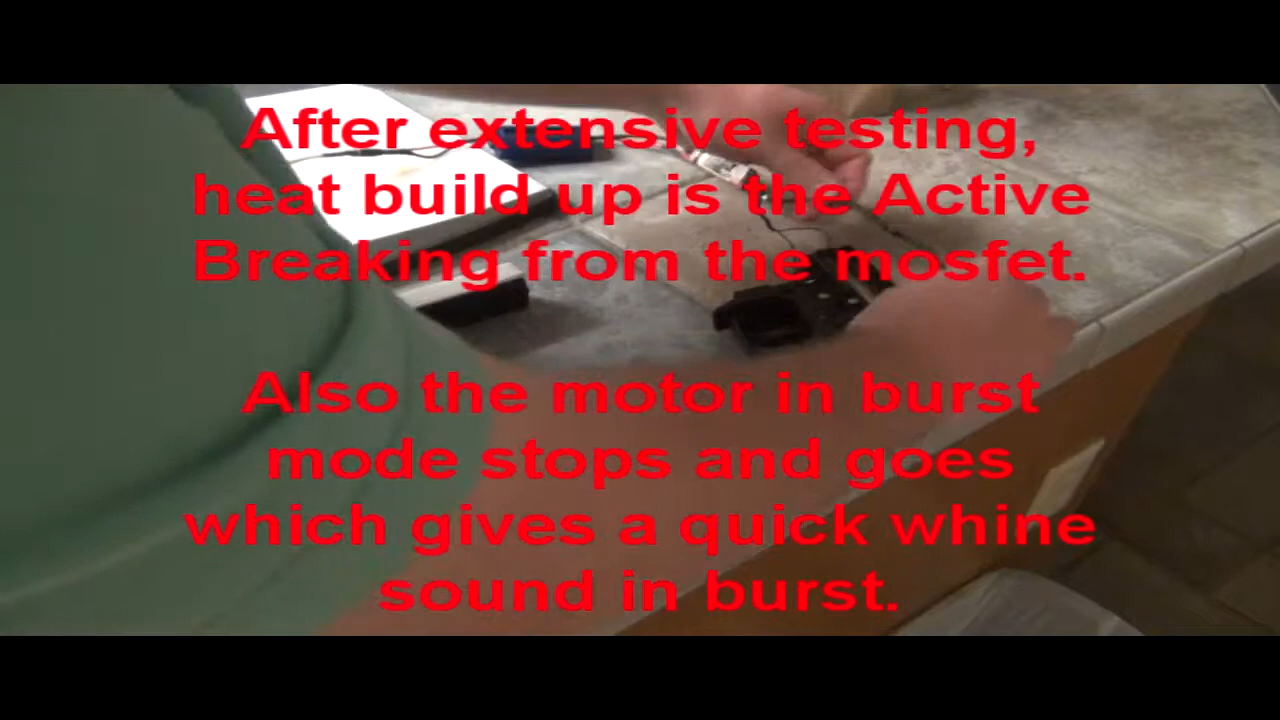 After extensive testing,
heat build up is the Active
Breaking from the mosfet.
Also the motor in burst
mode stops and goes
which gives a quick whine
sound in burst.